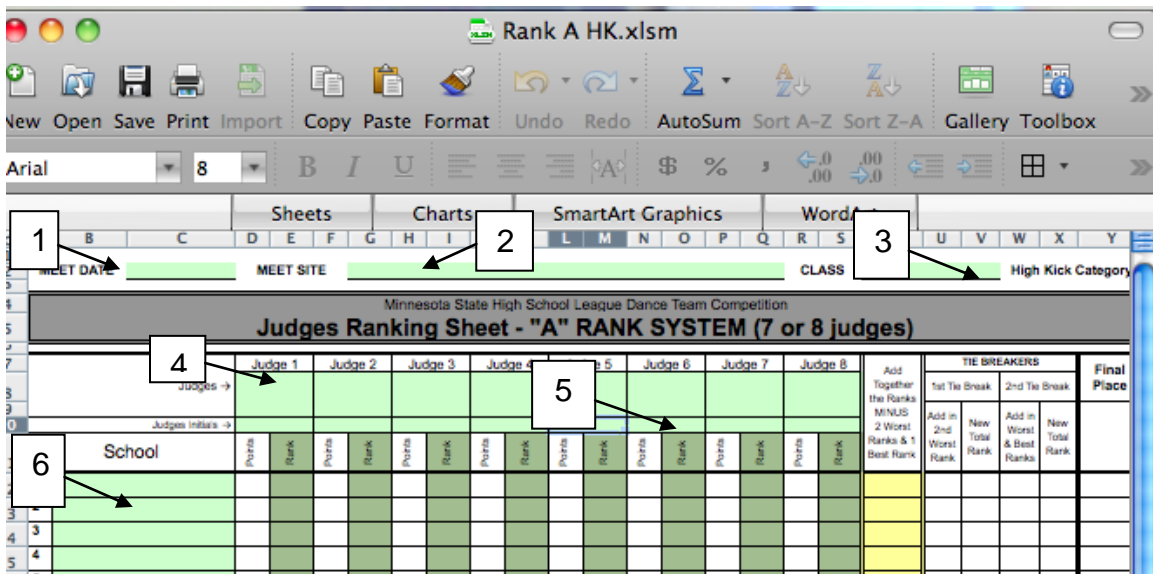 Rank A HK.xlsm
New Open Save Print Import Copy Paste Format Undo Redo AutoSum Sort A-Z Sort Z-A Gallery Toolbox
Arial 8 B I U A $ % , .0 .00 .00 .0
Sheets Charts SmartArt Graphics
1 2 3
B C D E F G H I L M N O P Q R S U V W X Y
MEET DATE MEET SITE CLASS High Kick Category
Minnesota State High School League Dance Team Competition
Judges Ranking Sheet - "A" RANK SYSTEM (7 or 8 judges)
4 5 6
Judge 1 Judge 2 Judge 3 Judge 6 Judge 7 Judge 8
Judges →
Judges Initials →
School
Points Rank Points Rank Points Rank Points Rank Points Rank Points Rank Points Rank Points Rank
Add
Together
the Ranks
MINUS
2 Worst
Ranks & 1
Best Rank
TIE BREAKERS
1st Tie Break 2nd Tie Break
Add in
2nd
Worst
Rank
New
Total
Rank
Add in
Worst
& Best
Ranks
New
Total
Rank
Final
Place
3
4